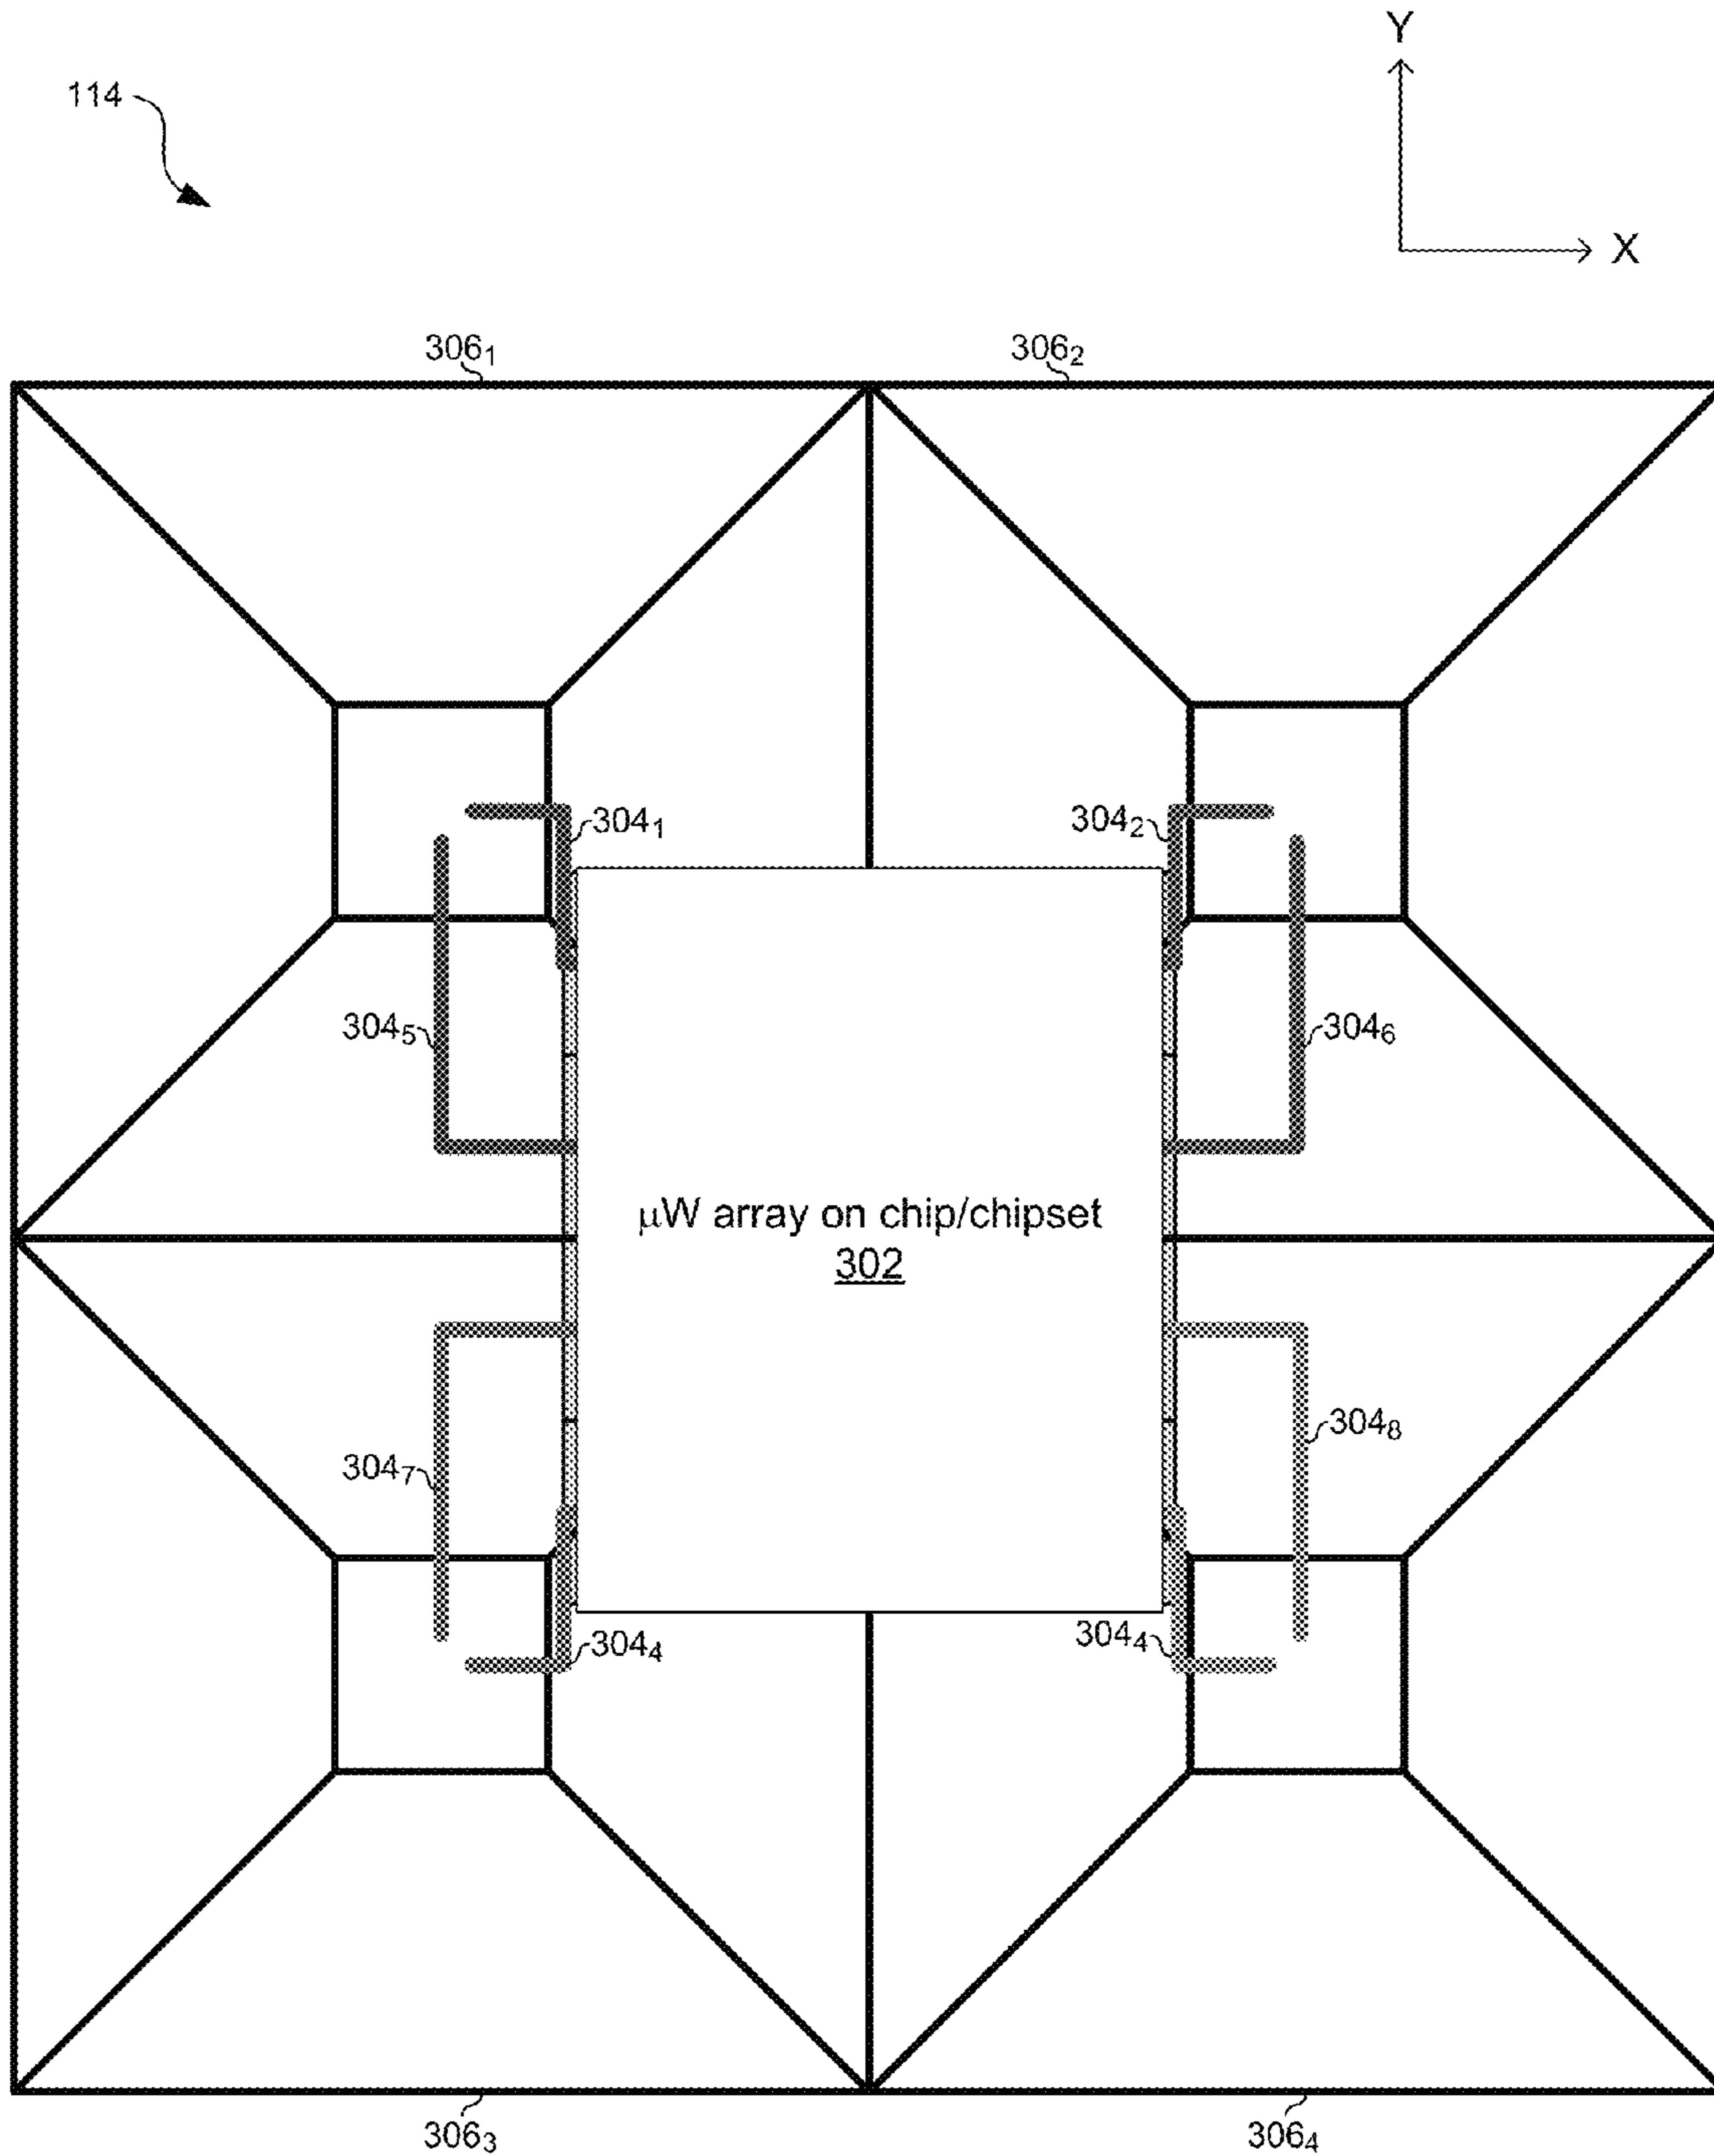 Y
114
X
306₁ 306₂
304₁ 304₂
304₅ 304₆
µW array on chip/chipset
302
304₇ 304₈
304₄ 304₄
306₃ 306₄